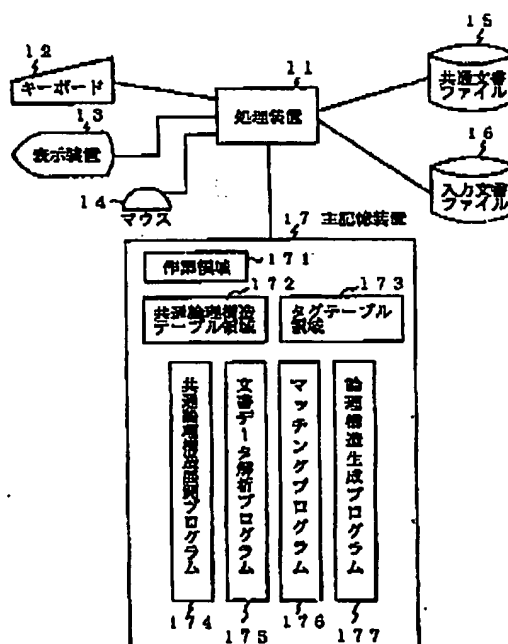 12
キーボード
13
表示装置
14
マウス
11
処理装置
15
共通文書
ファイル
16
入力文書
ファイル
17 主記憶装置
171
作業領域
172
共通論理構造
テーブル領域
173
タグテーブル
領域
プログラム
174
文書データ解析プログラム
175
マッチングプログラム
176
論理構造生成プログラム
177